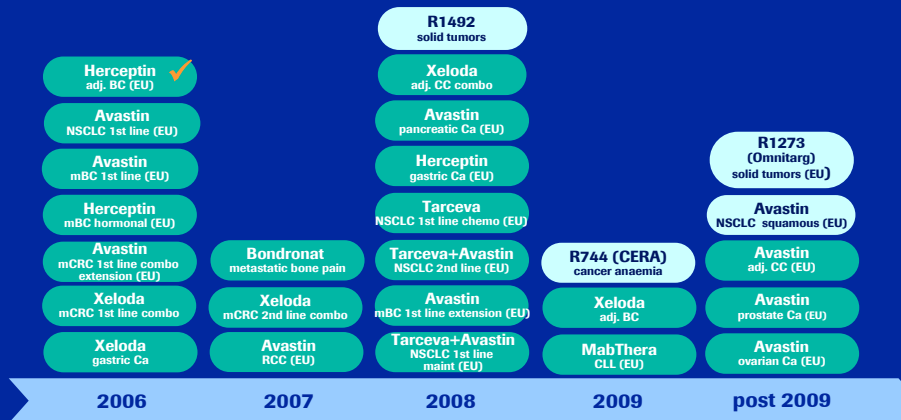 Herceptin
adj. BC (EU)
Avastin
NSCLC 1st line (EU)
Avastin
mBC 1st line (EU)
Herceptin
mBC hormonal (EU)
Avastin
mCRC 1st line combo
extension (EU)
Xeloda
mCRC 1st line combo
Xeloda
gastric Ca
2006
Bondronat
metastatic bone pain
Xeloda
mCRC 2nd line combo
Avastin
RCC (EU)
2007
R1492
solid tumors
Xeloda
adj. CC combo
Avastin
pancreatic Ca (EU)
Herceptin
gastric Ca (EU)
Tarceva
NSCLC 1st line chemo (EU)
Tarceva+Avastin
NSCLC 2nd line (EU)
Avastin
mBC 1st line extension (EU)
Tarceva+Avastin
NSCLC 1st line
maint (EU)
2008
R744 (CERA)
cancer anaemia
Xeloda
adj. BC
MabThera
CLL (EU)
2009
R1273
(Omnitarg)
solid tumors (EU)
Avastin
NSCLC squamous (EU)
Avastin
adj. CC (EU)
Avastin
prostate Ca (EU)
Avastin
ovarian Ca (EU)
post 2009